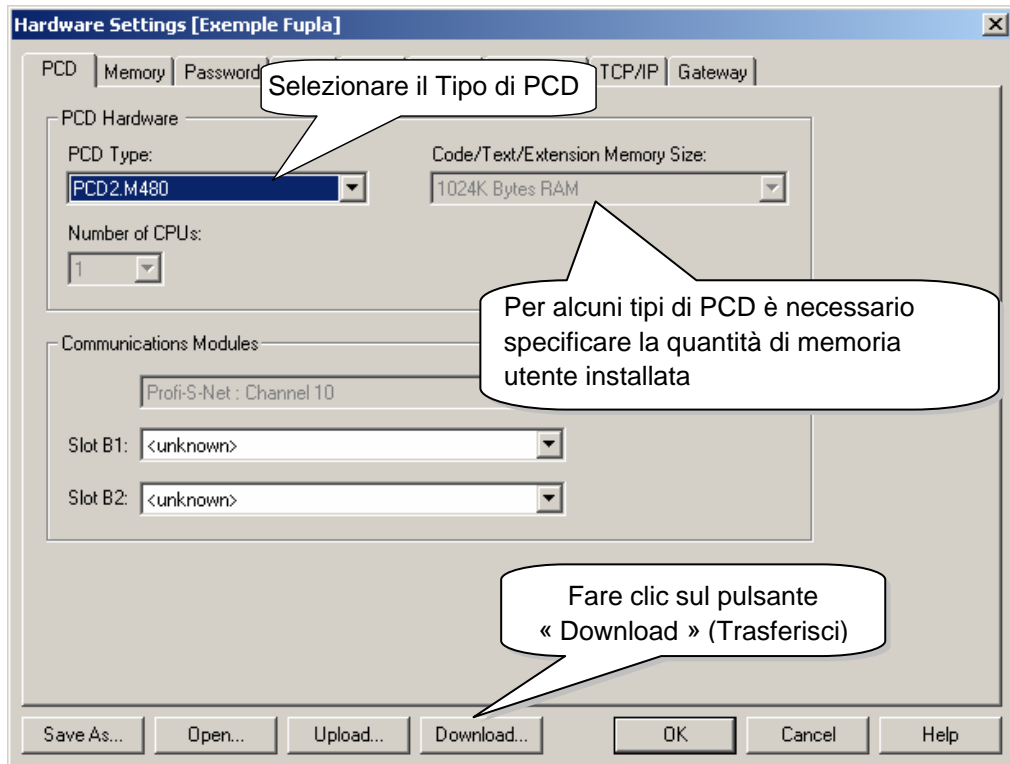 Hardware Settings [Exemple Fupla]
PCD
Memory
Password
TCP/IP
Gateway
Selezionare il Tipo di PCD
PCD Hardware
PCD Type:
Code/Text/Extension Memory Size:
PCD2.M480
1024K Bytes RAM
Number of CPUs:
1
Per alcuni tipi di PCD è necessario
specificare la quantità di memoria
utente installata
Communications Modules
Profi-S-Net : Channel 10
Slot B1: <unknown>
Slot B2: <unknown>
Fare clic sul pulsante
« Download » (Trasferisci)
Save As...
Open...
Upload...
Download...
OK
Cancel
Help